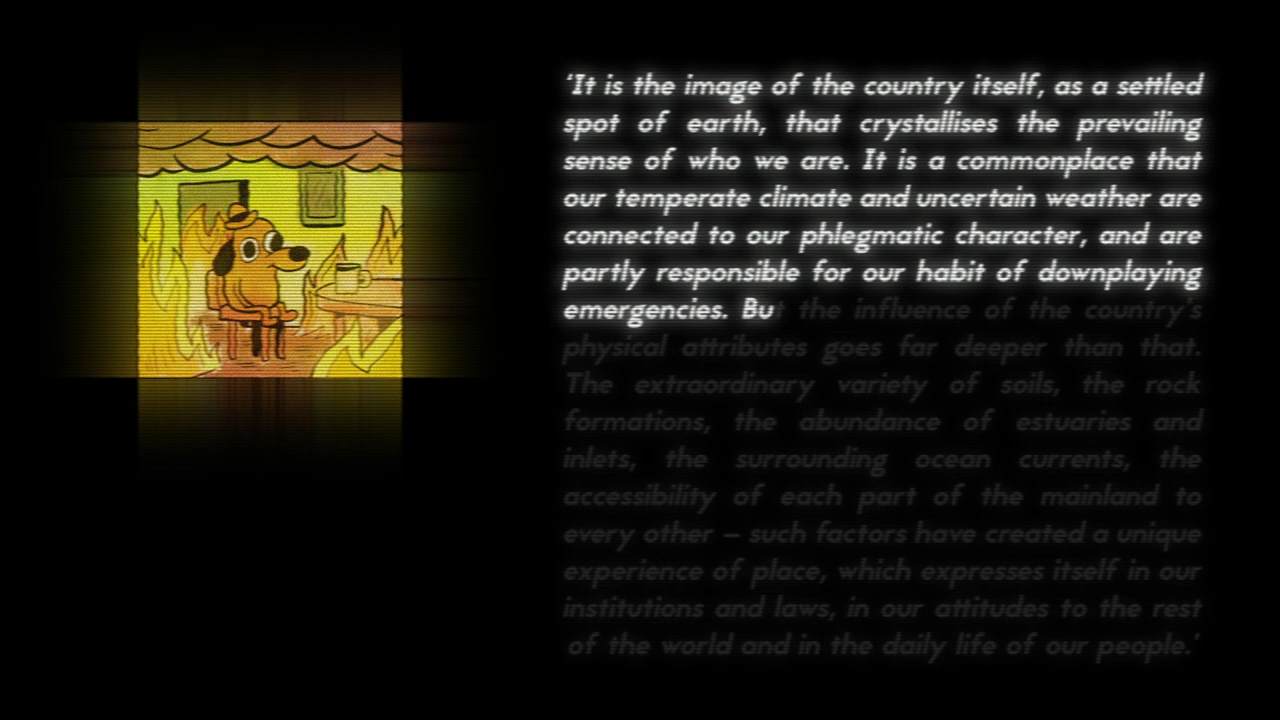 ‘It is the image of the country itself, as a settled
spot of earth, that crystallises the prevailing
sense of who we are. It is a commonplace that
our temperate climate and uncertain weather are
connected to our phlegmatic character, and are
partly responsible for our habit of downplaying
emergencies. But the influence of the country’s
physical attributes goes far deeper than that.
The extraordinary variety of soils, the rock
formations, the abundance of estuaries and
inlets, the surrounding ocean currents, the
accessibility of each part of the mainland to
every other – such factors have created a unique
experience of place, which expresses itself in our
institutions and laws, in our attitudes to the rest
of the world and in the daily life of our people.’